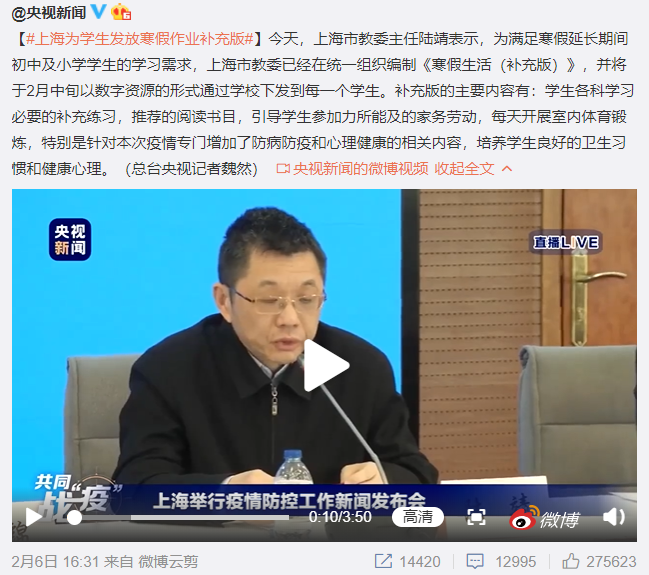 @央视新闻
【#上海为学生发放寒假作业补充版#】今天，上海市教委主任陆靖表示，为满足寒假延长期间
初中及小学学生的学习需求，上海市教委已经在统一组织编制《寒假生活（补充版）》，并将
于2月中旬以数字资源的形式通过学校下发到每一个学生。补充版的主要内容有：学生各科学习
必要的补充练习，推荐的阅读书目，引导学生参加力所能及的家务劳动，每天开展室内体育锻
炼，特别是针对本次疫情专门增加了防病防疫和心理健康的相关内容，培养学生良好的卫生习
惯和健康心理。（总台央视记者魏然） 央视新闻的微博视频 收起全文
央视
新闻
直播LIVE
共同
战“疫”
上海举行疫情防控工作新闻发布会
靖
0:10/3:50
高清
微博
2月6日 16:31 来自 微博云剪
14420
12995
275623